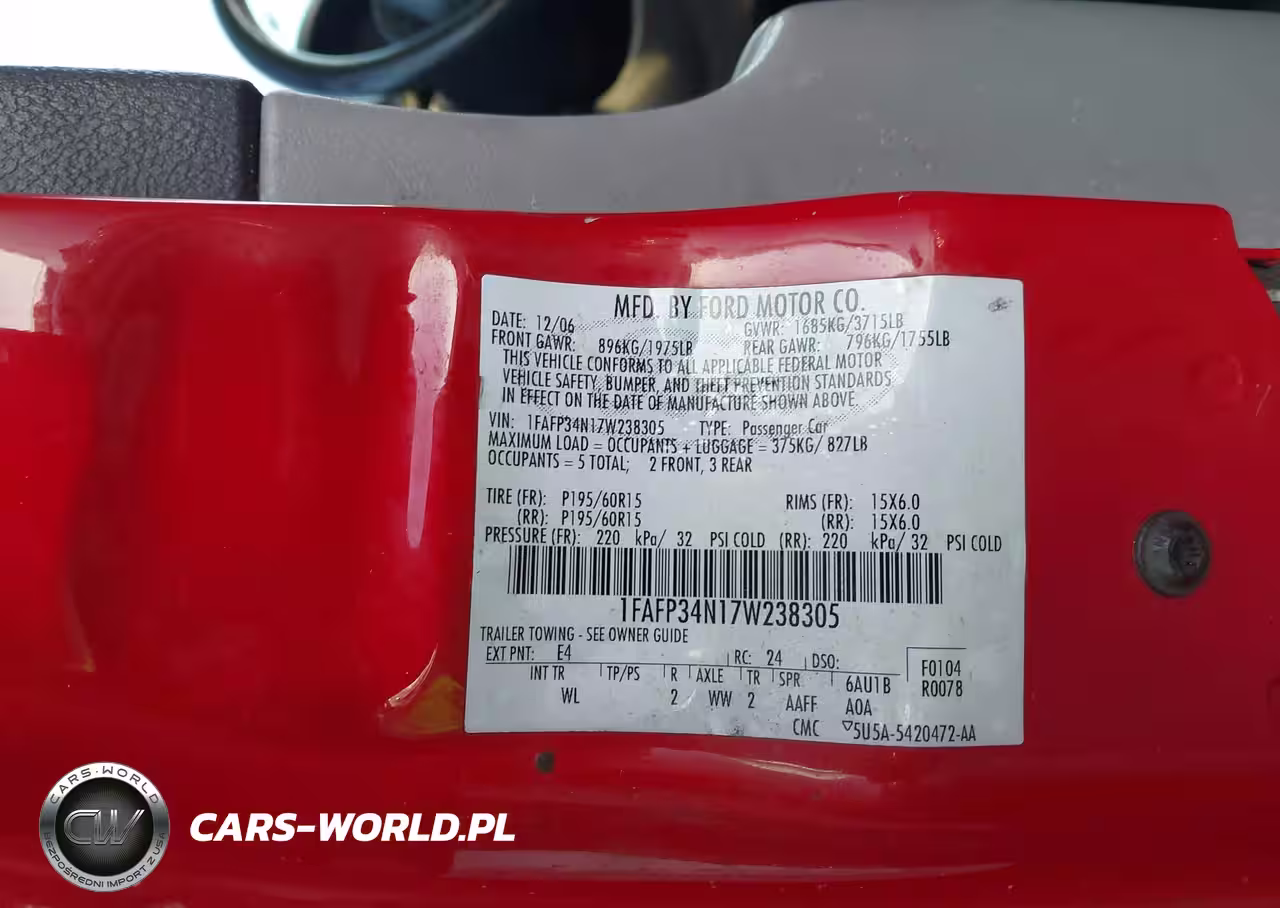 MFD. BY FORD MOTOR CO.
DATE: 12/06 GVWR: 1685KG/3715LB
FRONT GAWR: 896KG/1975LB REAR GAWR: 796KG/1755LB
THIS VEHICLE CONFORMS TO ALL APPLICABLE FEDERAL MOTOR
VEHICLE SAFETY, BUMPER, AND THEFT PREVENTION STANDARDS
IN EFFECT ON THE DATE OF MANUFACTURE SHOWN ABOVE.
VIN: 1FAFP34N17W238305 TYPE: Passenger Car
MAXIMUM LOAD = OCCUPANTS + LUGGAGE = 375KG/ 827LB
OCCUPANTS = 5 TOTAL; 2 FRONT, 3 REAR
TIRE (FR): P195/60R15 RIMS (FR): 15X6.0
(RR): P195/60R15 (RR): 15X6.0
PRESSURE (FR): 220 kPa/ 32 PSI COLD (RR): 220 kPa/ 32 PSI COLD
1FAFP34N17W238305
TRAILER TOWING - SEE OWNER GUIDE
EXT PNT: E4 RC: 24 DSO: F0104
INT TR TP/PS R AXLE TR SPR 6AU1B R0078
WL 2 WW 2 AAFF A0A
CMC 5U5A-5420472-AA
CARS-WORLD
CW
BEZPOŚREDNI IMPORT Z USA
CARS-WORLD.PL